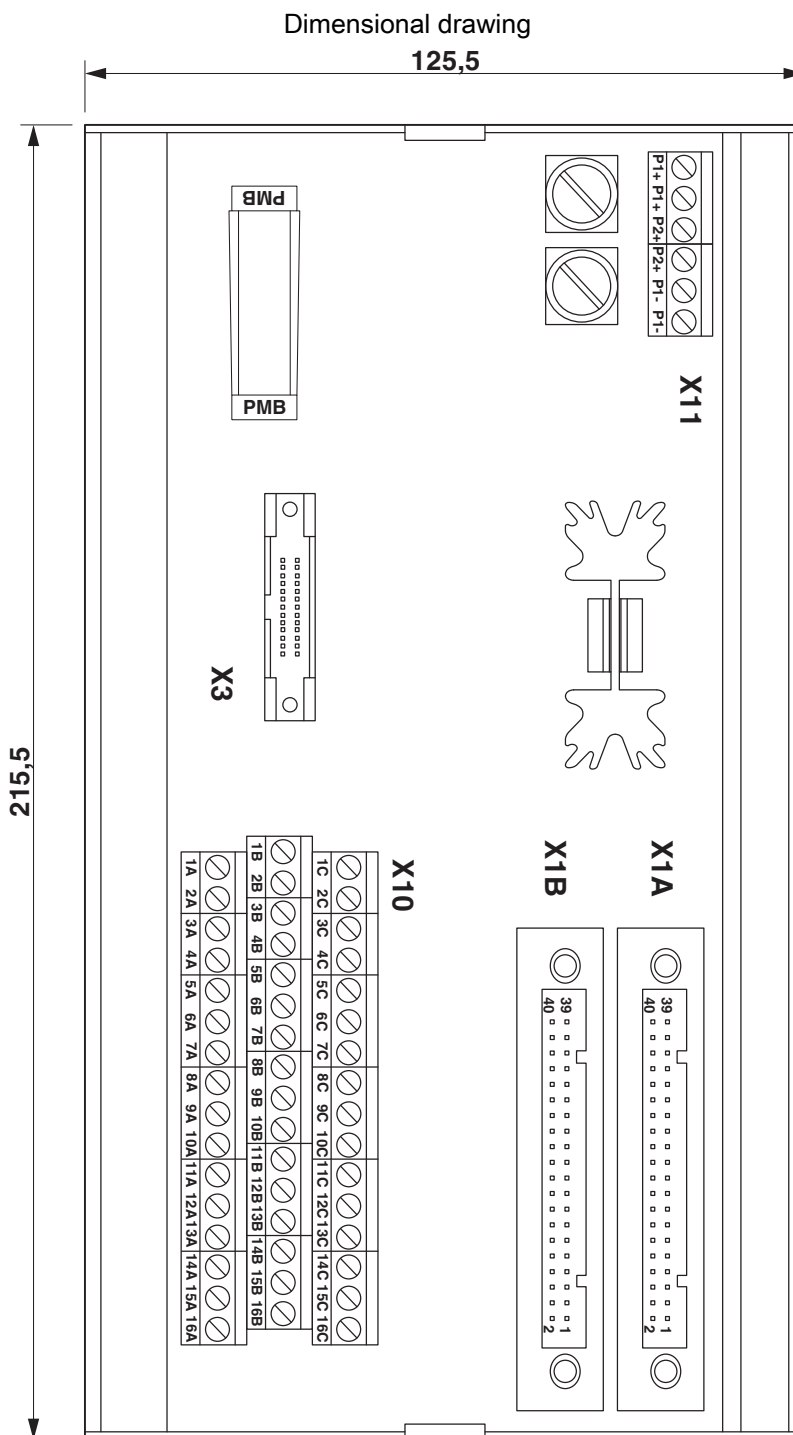 Dimensional drawing
125,5
215,5
PMB
PMB
P1+ P1+ P2+ P2+ P1- P1-
X11
X3
X10
X1B
X1A
1A 2A 3A 4A 5A 6A 7A 8A 9A 10A 11A 12A 13A 14A 15A 16A
1B 2B 3B 4B 5B 6B 7B 8B 9B 10B 11B 12B 13B 14B 15B 16B
1C 2C 3C 4C 5C 6C 7C 8C 9C 10C 11C 12C 13C 14C 15C 16C
40 39
2 1
40 39
2 1